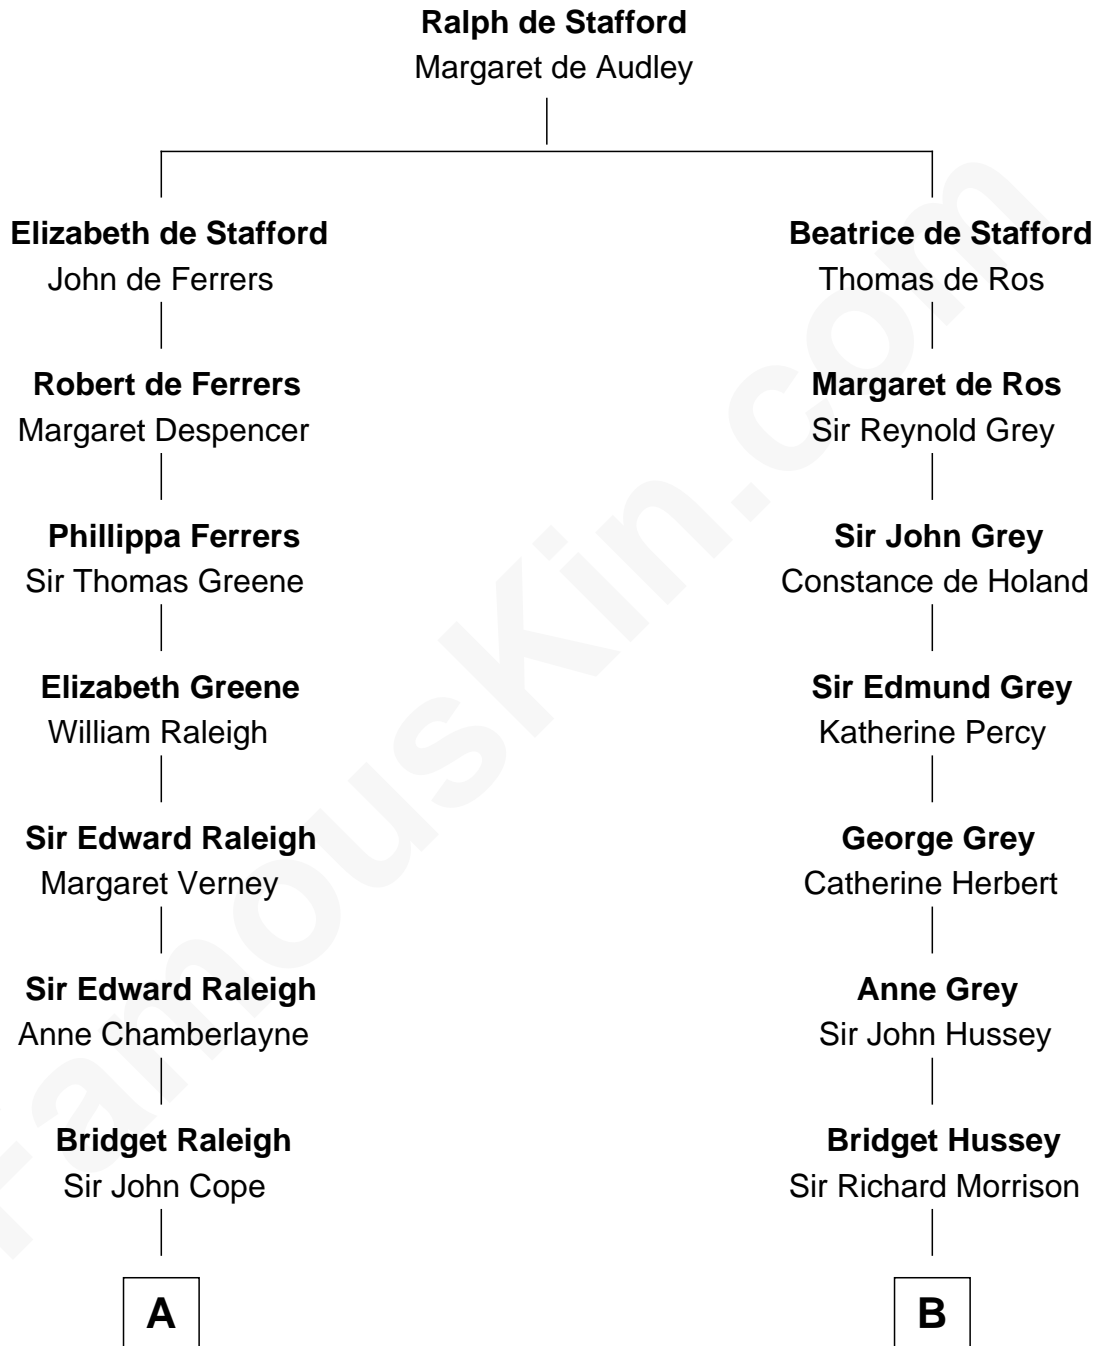 Ralph de Stafford
Margaret de Audley
Elizabeth de Stafford
John de Ferrers
Beatrice de Stafford
Thomas de Ros
Robert de Ferrers
Margaret Despencer
Margaret de Ros
Sir Reynold Grey
Phillippa Ferrers
Sir Thomas Greene
Sir John Grey
Constance de Holand
Elizabeth Greene
William Raleigh
Sir Edmund Grey
Katherine Percy
Sir Edward Raleigh
Margaret Verney
George Grey
Catherine Herbert
Sir Edward Raleigh
Anne Chamberlayne
Anne Grey
Sir John Hussey
Bridget Raleigh
Sir John Cope
Bridget Hussey
Sir Richard Morrison
A
B
FamousKin.com